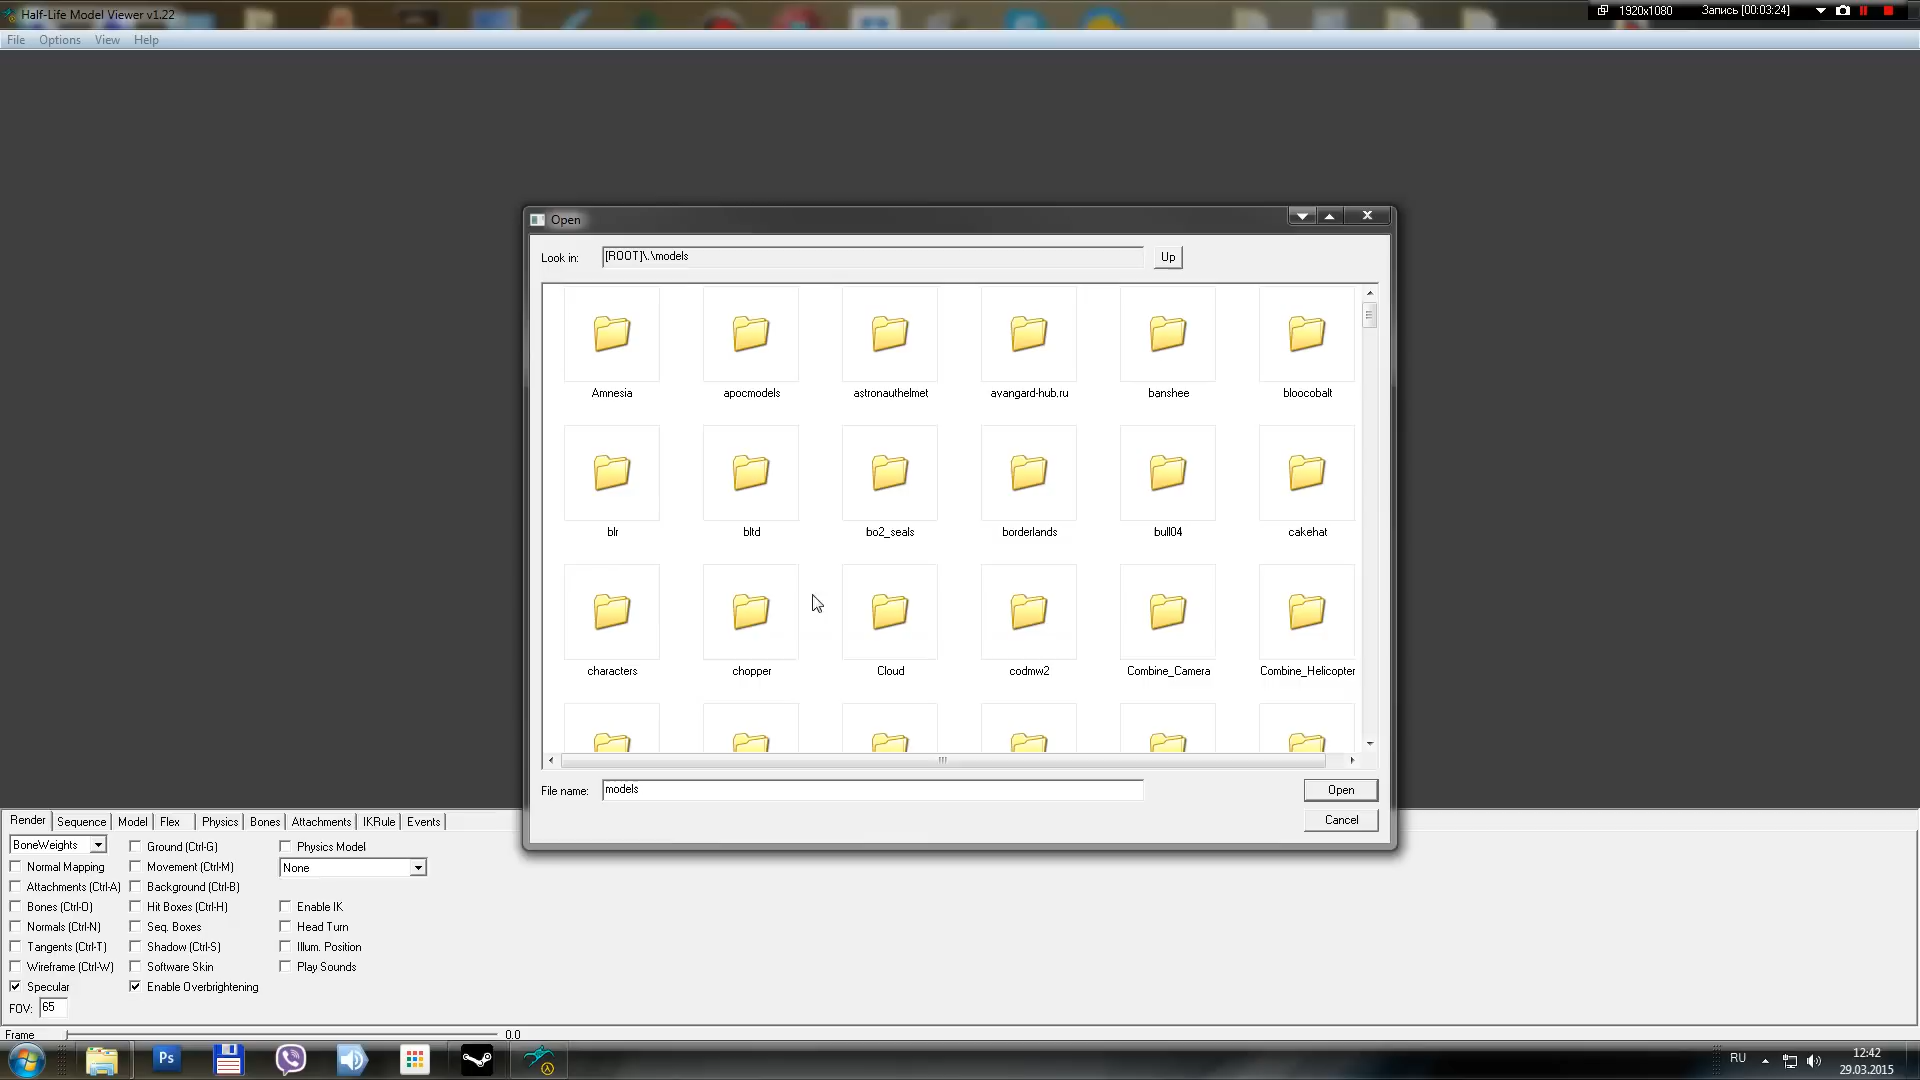 Half-Life Model Viewer v1.22
1920x1080 Запись [00:03:24]
File Options View Help
Open
Look in: [ROOT]\.\models Up
Amnesia apocmodels astronauthelmet avangard-hub.ru banshee bloocobalt
blr bltd bo2_seals borderlands bull04 cakehat
characters chopper Cloud codmw2 Combine_Camera Combine_Helicopter
File name: models Open
Cancel
Render Sequence Model Flex Physics Bones Attachments IKRule Events
BoneWeights Ground (Ctrl-G) Physics Model
Normal Mapping Movement (Ctrl-M) None
Attachments (Ctrl-A) Background (Ctrl-B)
Bones (Ctrl-O) Hit Boxes (Ctrl-H) Enable IK
Normals (Ctrl-N) Seq. Boxes Head Turn
Tangents (Ctrl-T) Shadow (Ctrl-S) Illum. Position
Wireframe (Ctrl-W) Software Skin Play Sounds
Specular Enable Overbrightening
FOV: 65
Frame 0.0
Ps
RU 12:42
29.03.2015